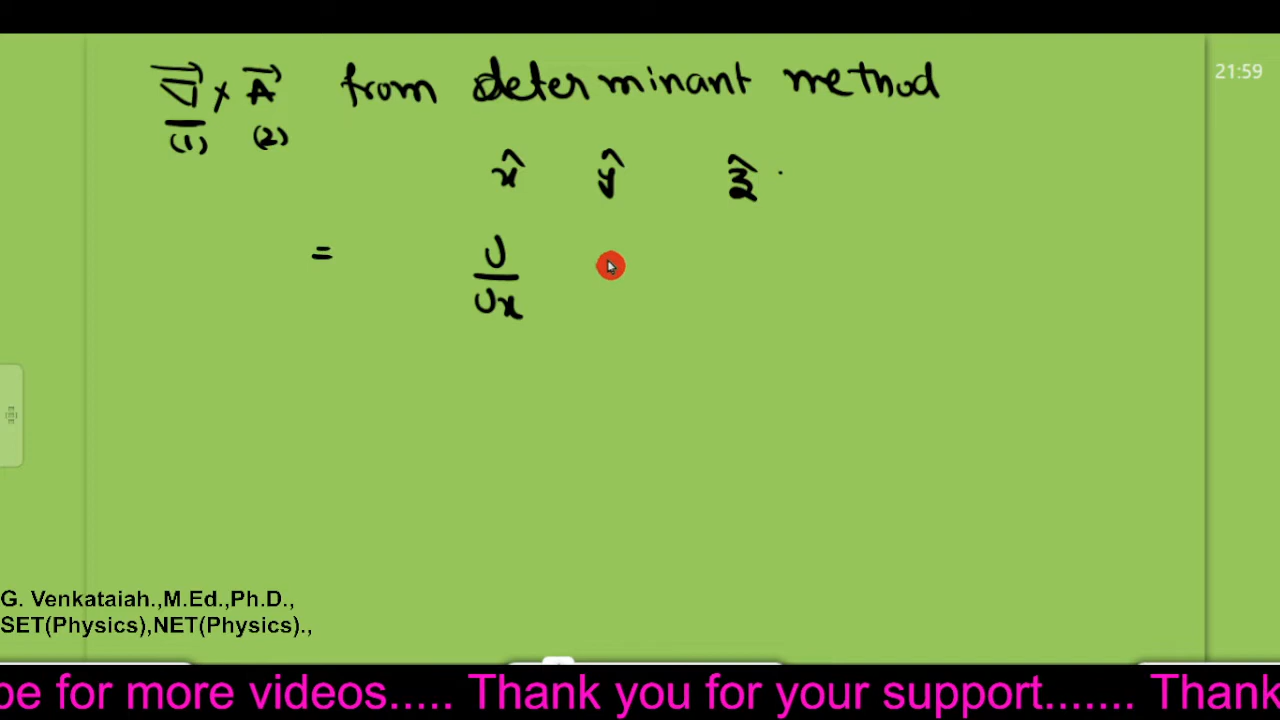 ∇⃗ × A⃗ from determinant method
21:59
(1) (2)
x̂ ŷ ẑ
= ∂
∂x
G. Venkataiah.,M.Ed.,Ph.D.,
SET(Physics),NET(Physics).,
be for more videos..... Thank you for your support....... Thank